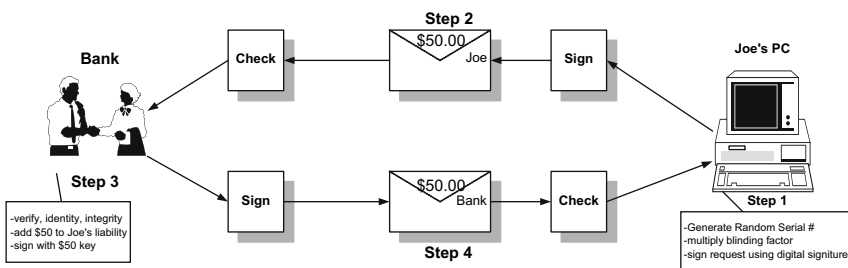 Step 2
$50.00
Joe
Bank
Check
Sign
Joe's PC
Step 3
-verify, identity, integrity
-add $50 to Joe's liability
-sign with $50 key
Sign
$50.00
Bank
Check
Step 4
Step 1
-Generate Random Serial #
-multiply blinding factor
-sign request using digital signiture